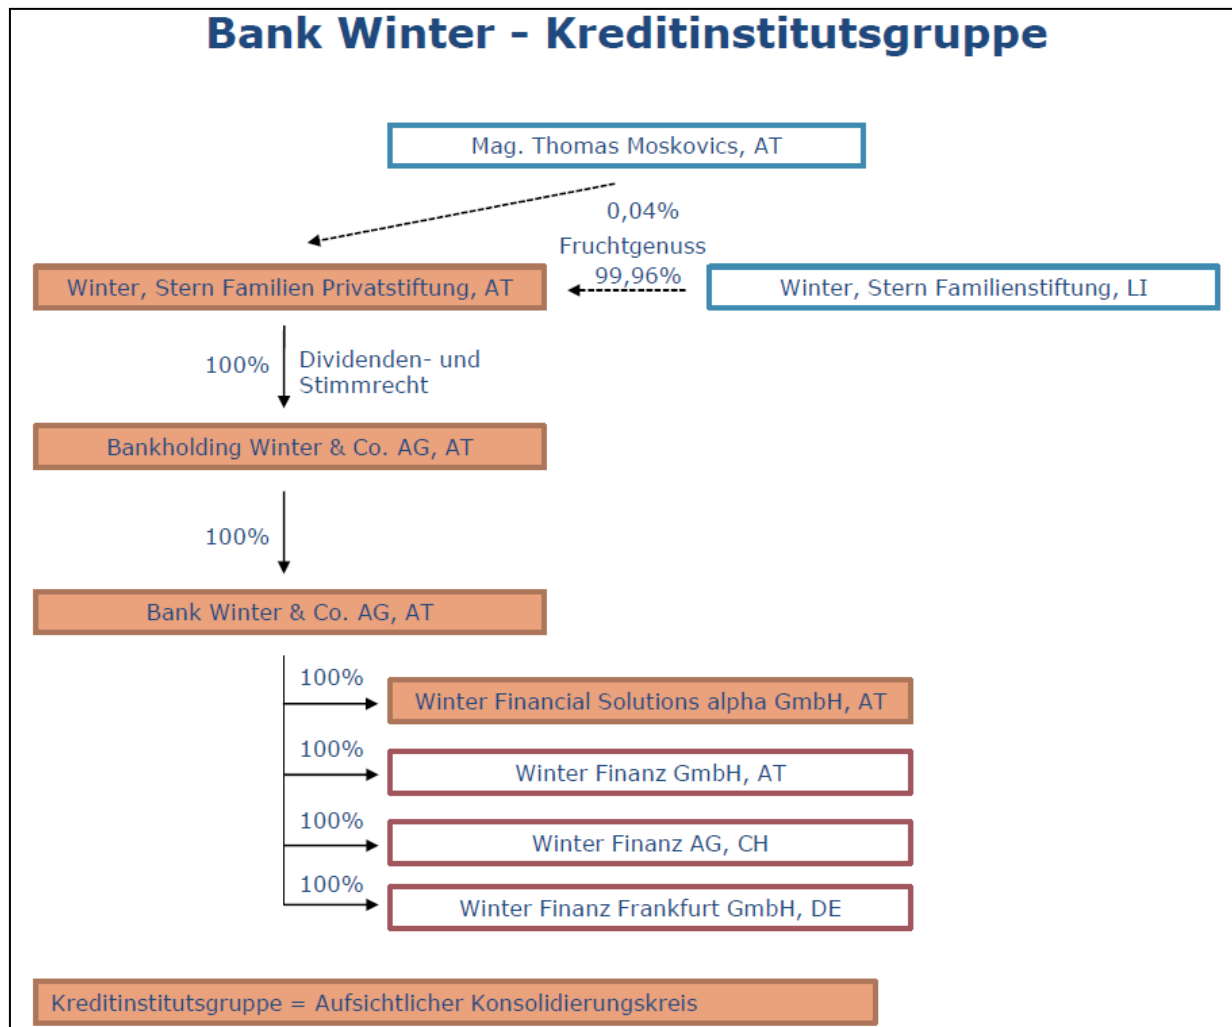 Bank Winter - Kreditinstitutsgruppe
Mag. Thomas Moskovics, AT
0,04%
Fruchtgenuss
99,96%
Winter, Stern Familien Privatstiftung, AT
Winter, Stern Familienstiftung, LI
100%
Dividenden- und
Stimmrecht
Bankholding Winter & Co. AG, AT
100%
Bank Winter & Co. AG, AT
100%
Winter Financial Solutions alpha GmbH, AT
100%
Winter Finanz GmbH, AT
100%
Winter Finanz AG, CH
100%
Winter Finanz Frankfurt GmbH, DE
Kreditinstitutsgruppe = Aufsichtlicher Konsolidierungskreis